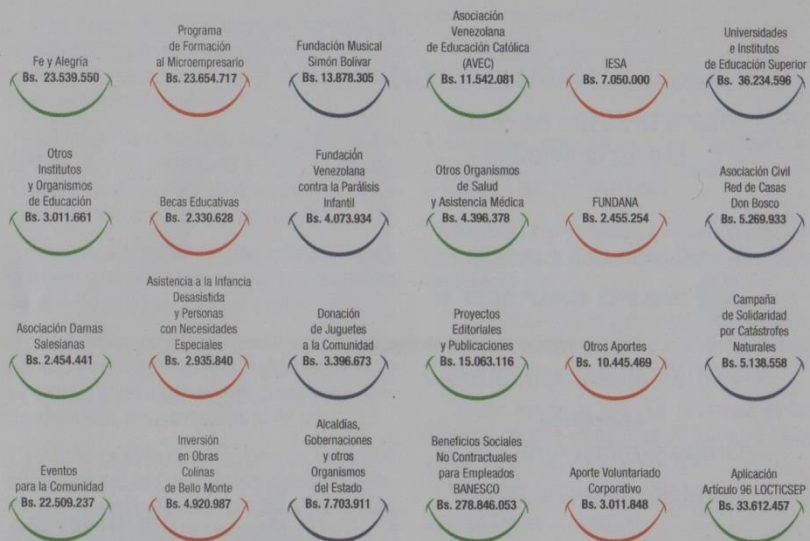 Fe y Alegría
Bs. 23.539.550
Programa
de Formación
al Microempresario
Bs. 23.654.717
Fundación Musical
Simón Bolívar
Bs. 13.878.305
Asociación
Venezolana
de Educación Católica
(AVEC)
Bs. 11.542.081
IESA
Bs. 7.050.000
Universidades
e Institutos
de Educación Superior
Bs. 36.234.596
Otros
Institutos
y Organismos
de Educación
Bs. 3.011.661
Becas Educativas
Bs. 2.330.628
Fundación
Venezolana
contra la Parálisis
Infantil
Bs. 4.073.934
Otros Organismos
de Salud
y Asistencia Médica
Bs. 4.396.378
FUNDANA
Bs. 2.455.254
Asociación Civil
Red de Casas
Don Bosco
Bs. 5.269.933
Asociación Damas
Salesianas
Bs. 2.454.441
Asistencia a la Infancia
Desasistida
y Personas
con Necesidades
Especiales
Bs. 2.935.840
Donación
de Juguetes
a la Comunidad
Bs. 3.396.673
Proyectos
Editoriales
y Publicaciones
Bs. 15.063.116
Otros Aportes
Bs. 10.445.469
Campaña
de Solidaridad
por Catástrofes
Naturales
Bs. 5.138.558
Eventos
para la Comunidad
Bs. 22.509.237
Inversión
en Obras
Colinas
de Bello Monte
Bs. 4.920.987
Alcaldías,
Gobernaciones
y otros
Organismos
del Estado
Bs. 7.703.911
Beneficios Sociales
No Contractuales
para Empleados
BANESCO
Bs. 278.846.053
Aporte Voluntariado
Corporativo
Bs. 3.011.848
Aplicación
Artículo 96 LOCTICSEP
Bs. 33.612.457